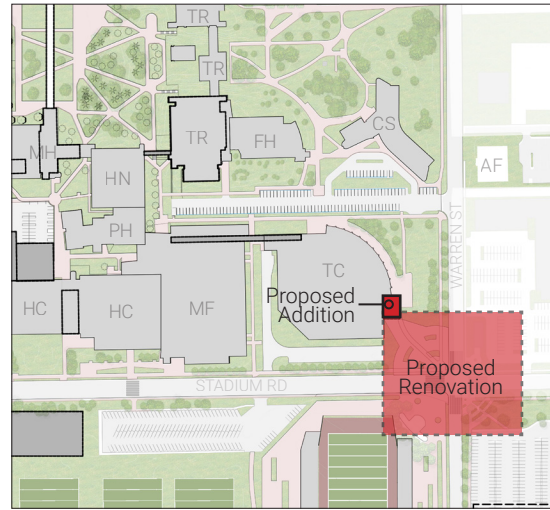 TR
TR
TR
FH
CS
MH
HN
AF
PH
WARREN ST
TC
Proposed
Addition
HC
HC
MF
Proposed
Renovation
STADIUM RD